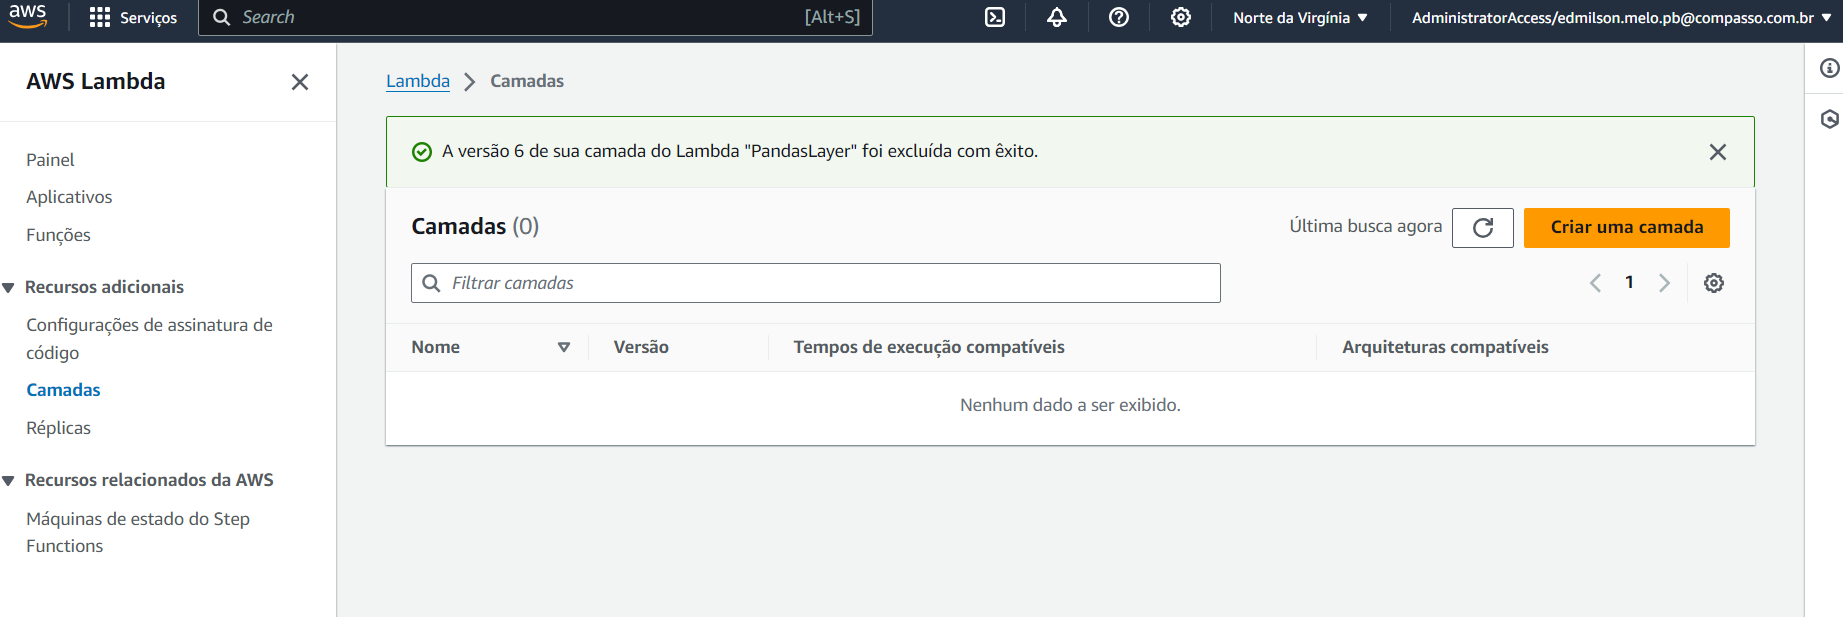 aws
Serviços
Search
[Alt+S]
Norte da Virgínia
AdministratorAccess/edmilson.melo.pb@compasso.com.br
AWS Lambda
Painel
Aplicativos
Funções
Recursos adicionais
Configurações de assinatura de
código
Camadas
Réplicas
Recursos relacionados da AWS
Máquinas de estado do Step
Functions
Lambda
Camadas
A versão 6 de sua camada do Lambda "PandasLayer" foi excluída com êxito.
Camadas (0)
Última busca agora
Criar uma camada
Filtrar camadas
1
Nome
Versão
Tempos de execução compatíveis
Arquiteturas compatíveis
Nenhum dado a ser exibido.